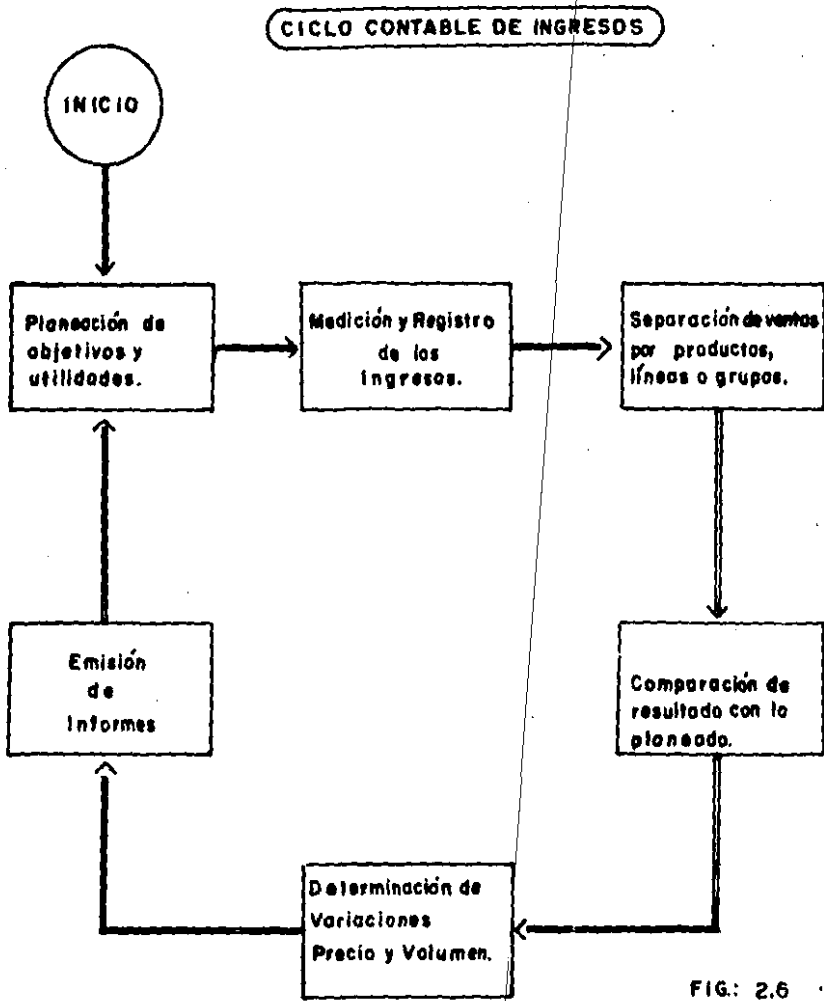 CICLO CONTABLE DE INGRESOS
INICIO
Planeación de
objetivos y
utilidades.
Medición y Registro
de los
Ingresos.
Separación de ventas
por productos,
líneas o grupos.
Emisión
de
Informes
Comparación de
resultado con lo
planeado.
Determinación de
Variaciones
Precio y Volumen.
FIG.: 2.6